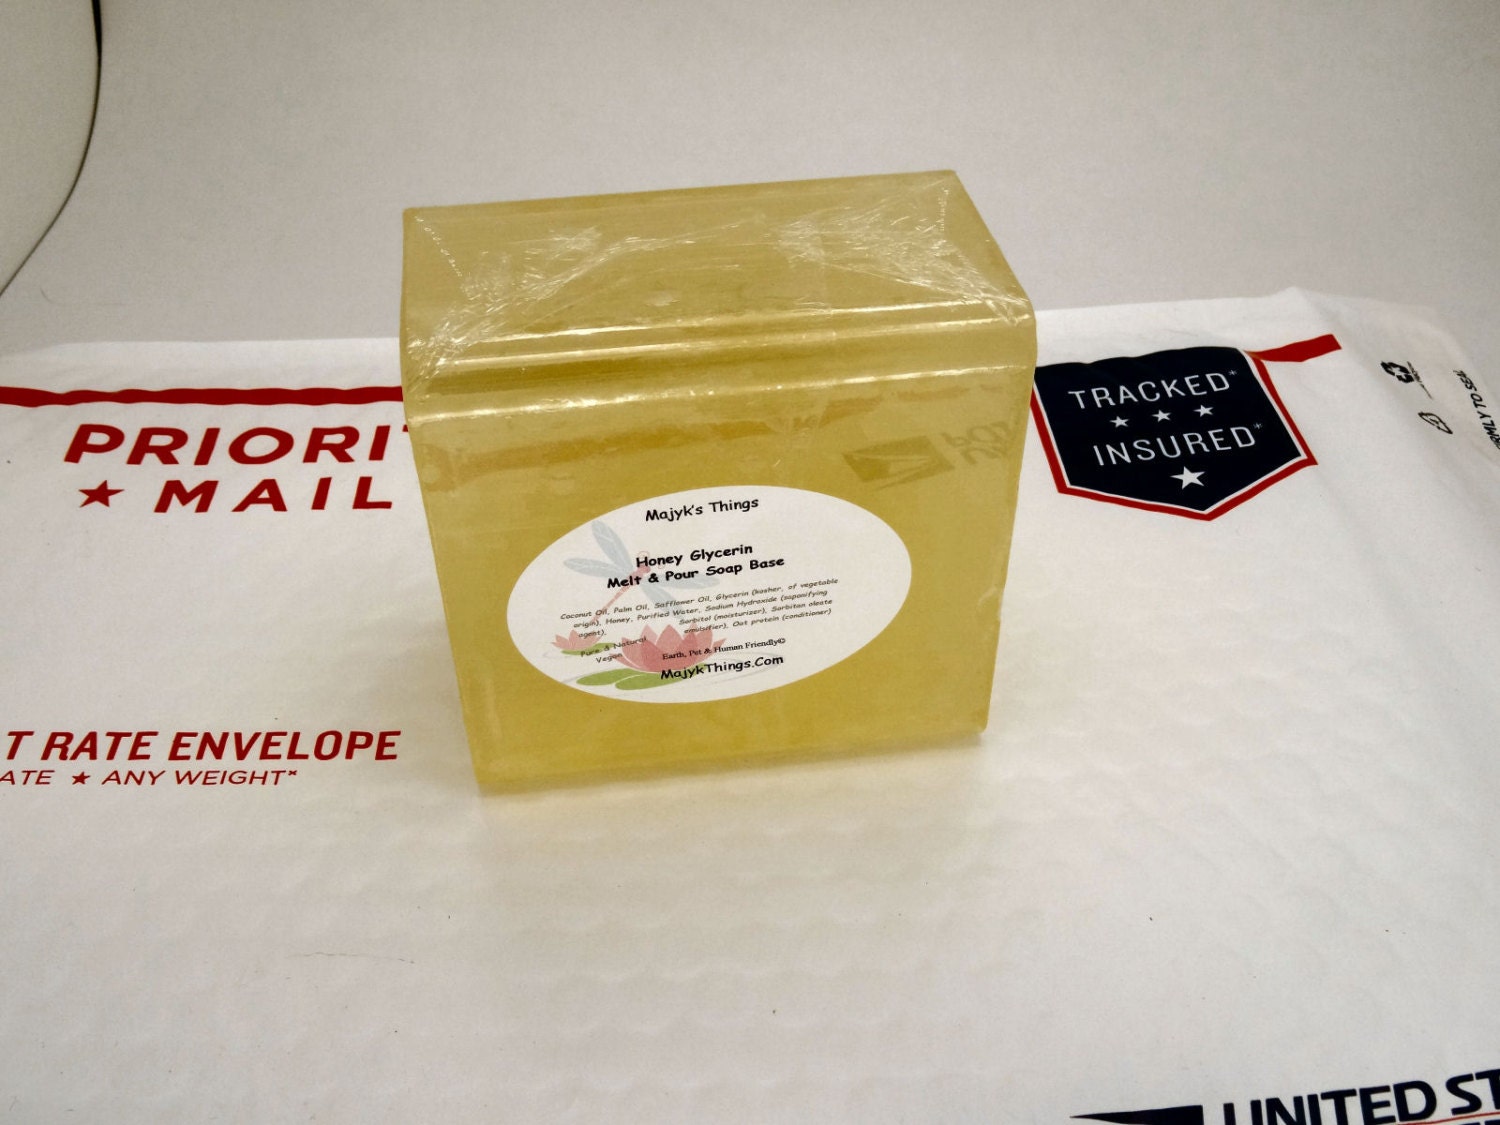 PRIORI
★ MAIL
T RATE ENVELOPE
ATE ★ ANY WEIGHT*
TRACKED*
★ ★ ★
INSURED*
★
Majyk's Things
Honey Glycerin
Melt & Pour Soap Base
Coconut Oil, Palm Oil, Safflower Oil, Glycerin (kosher, of vegetable
origin), Honey, Purified Water, Sodium Hydroxide (saponifying
agent), Sorbitol (moisturizer), Sorbitan oleate
emulsifier), Oat protein (conditioner)
Pure & Natural
Vegan
Earth, Pet & Human Friendly©
MajykThings.Com
UNITED ST